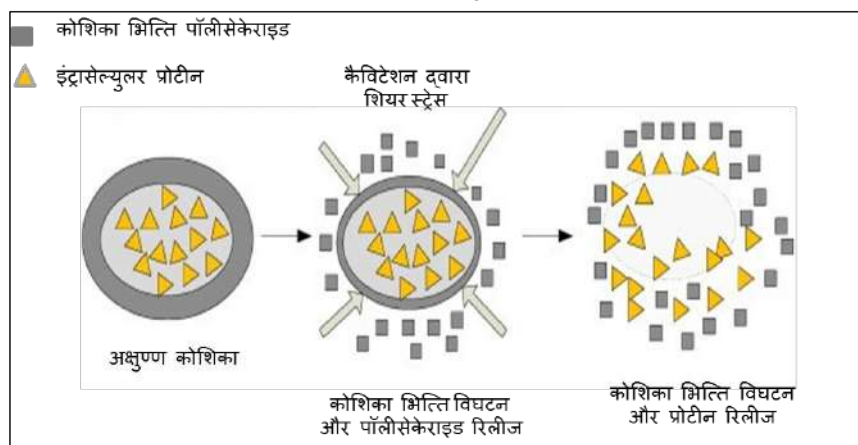 कोशिका भित्ति पॉलीसेकेराइड
इंट्रासेल्युलर प्रोटीन
कैविटेशन द्वारा
शियर स्ट्रेस
अक्षुण्ण कोशिका
कोशिका भित्ति विघटन
और पॉलीसेकेराइड रिलीज
कोशिका भित्ति विघटन
और प्रोटीन रिलीज